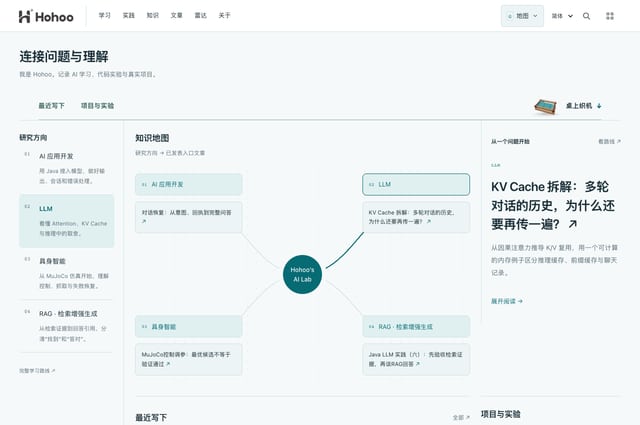 Hohoo
学习 实践 知识 文章 雷达 关于
地图 简体
连接问题与理解
我是 Hohoo，记录 AI 学习、代码实验与真实项目。
最近写下 项目与实验
桌上织机 ↓
研究方向
01 AI 应用开发
用 Java 接入模型，做好输
出、会话和错误处理。
02 LLM
看懂 Attention、KV Cache
与推理中的取舍。
03 具身智能
从 MuJoCo 仿真开始，理解
控制、抓取与失败恢复。
04 RAG · 检索增强生成
从检索证据到回答引用，分
清“找到”和“答对”。
完整学习路线 ↗
知识地图
研究方向 → 已发表入口文章
01 AI 应用开发
对话恢复：从意图、回执到完整问答
↗
02 LLM
KV Cache 拆解：多轮对话的历史，
为什么还要再传一遍？ ↗
Hohoo's
AI Lab
03 具身智能
MuJoCo控制调参：最优候选不等于
验证通过 ↗
04 RAG · 检索增强生成
Java LLM 实践（六）：先验收检索证
据，再谈RAG回答 ↗
从一个问题开始 看路线 ↗
LLM
KV Cache 拆解：多轮
对话的历史，为什么还
要再传一遍？ ↗
从因果注意力推导 K/V 复用，用一个可计算
的内存例子区分推理缓存、前缀缓存与聊天
记录。
展开阅读 →
最近写下 全部 ↗
项目与实验